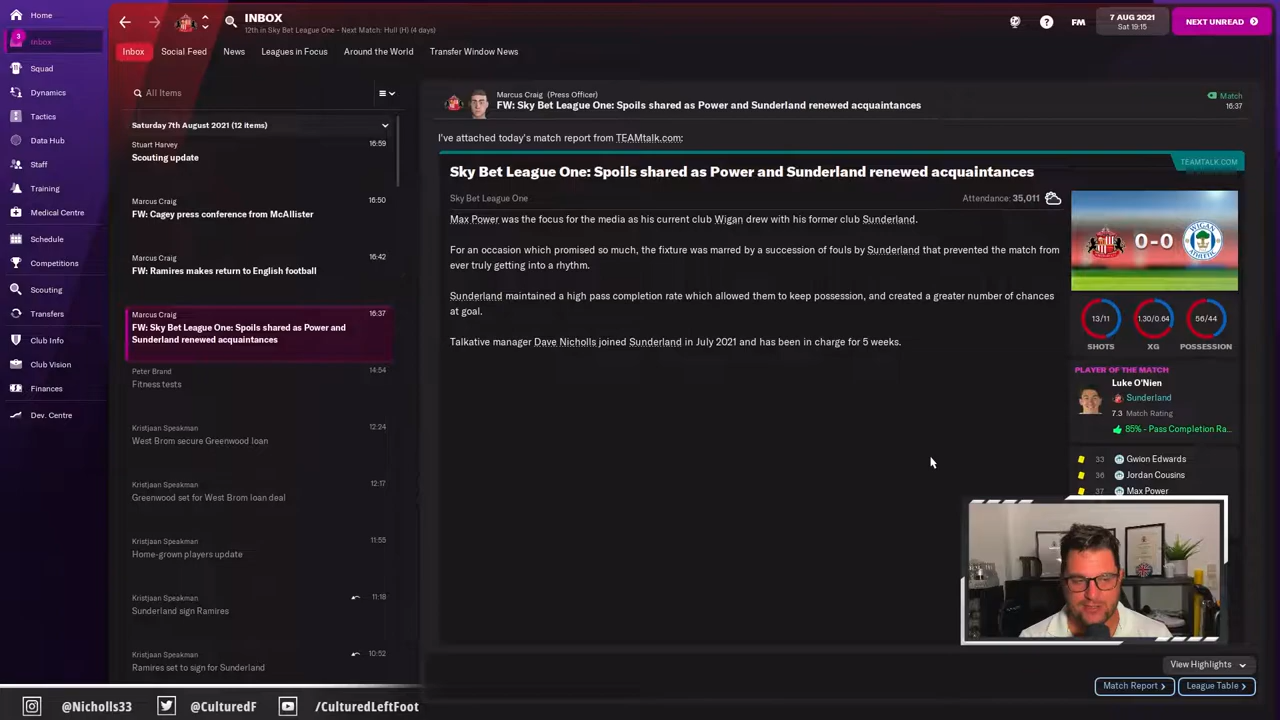 Home
INBOX
12th in Sky Bet League One - Next Match: Hull (H) (4 days)
FM
7 AUG 2021
Sat 19:15
NEXT UNREAD
3
Inbox
Inbox
Social Feed
News
Leagues in Focus
Around the World
Transfer Window News
Squad
Dynamics
Tactics
Data Hub
Staff
Training
Medical Centre
Schedule
Competitions
Scouting
Transfers
Club Info
Club Vision
Finances
Dev. Centre
All Items
Saturday 7th August 2021 (12 items)
Stuart Harvey
16:59
Scouting update
Marcus Craig
16:50
FW: Cagey press conference from McAllister
Marcus Craig
16:42
FW: Ramires makes return to English football
Marcus Craig
16:37
FW: Sky Bet League One: Spoils shared as Power and
Sunderland renewed acquaintances
Peter Brand
14:54
Fitness tests
Kristjaan Speakman
12:24
West Brom secure Greenwood loan
Kristjaan Speakman
12:17
Greenwood set for West Brom loan deal
Kristjaan Speakman
11:55
Home-grown players update
Kristjaan Speakman
11:18
Sunderland sign Ramires
Kristjaan Speakman
10:52
Ramires set to sign for Sunderland
Marcus Craig (Press Officer)
FW: Sky Bet League One: Spoils shared as Power and Sunderland renewed acquaintances
Match
16:37
I've attached today's match report from TEAMtalk.com:
TEAMTALK.COM
Sky Bet League One: Spoils shared as Power and Sunderland renewed acquaintances
Sky Bet League One
Attendance: 35,011
Max Power was the focus for the media as his current club Wigan drew with his former club Sunderland.
For an occasion which promised so much, the fixture was marred by a succession of fouls by Sunderland that prevented the match from
ever truly getting into a rhythm.
Sunderland maintained a high pass completion rate which allowed them to keep possession, and created a greater number of chances
at goal.
Talkative manager Dave Nicholls joined Sunderland in July 2021 and has been in charge for 5 weeks.
0-0
13/11
1.30/0.64
56/44
SHOTS
XG
POSSESSION
PLAYER OF THE MATCH
Luke O'Nien
Sunderland
7.3 Match Rating
85% - Pass Completion Ra...
33 Gwion Edwards
36 Jordan Cousins
37 Max Power
View Highlights
Match Report
League Table
@Nicholls33
@CulturedF
/CulturedLeftFoot